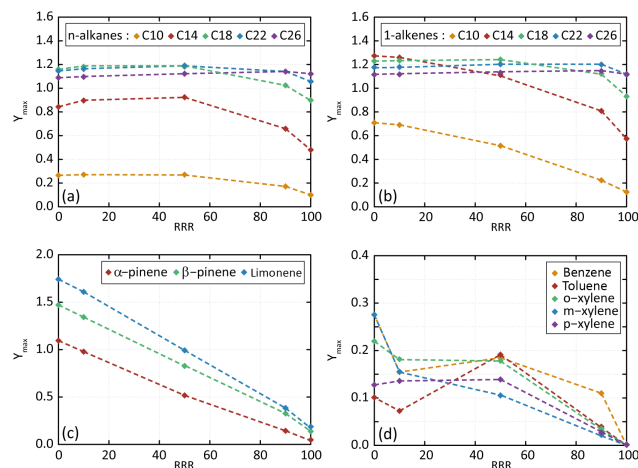 n-alkanes : C10 C14 C18 C22 C26
1.6
1.4
1.2
1.0
0.8
0.6
0.4
0.2
0.0
Ymax
(a)
0 20 40 60 80 100
RRR
1-alkenes : C10 C14 C18 C22 C26
1.6
1.4
1.2
1.0
0.8
0.6
0.4
0.2
0.0
Ymax
(b)
0 20 40 60 80 100
RRR
α-pinene β-pinene Limonene
2.0
1.5
1.0
0.5
0.0
Ymax
(c)
0 20 40 60 80 100
RRR
Benzene
Toluene
o-xylene
m-xylene
p-xylene
0.4
0.3
0.2
0.1
0.0
Ymax
(d)
0 20 40 60 80 100
RRR